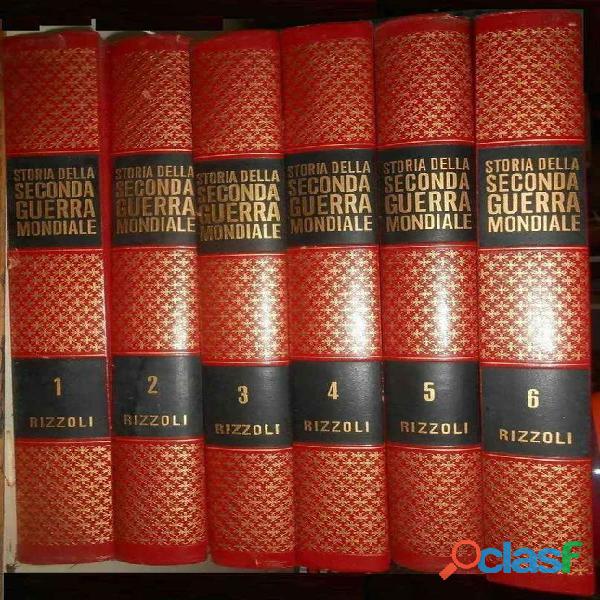 STORIA DELLA
SECONDA
GUERRA
MONDIALE
1
RIZZOLI
STORIA DELLA
SECONDA
GUERRA
MONDIALE
2
RIZZOLI
STORIA DELLA
SECONDA
GUERRA
MONDIALE
3
RIZZOLI
STORIA DELLA
SECONDA
GUERRA
MONDIALE
4
RIZZOLI
STORIA DELLA
SECONDA
GUERRA
MONDIALE
5
RIZZOLI
STORIA DELLA
SECONDA
GUERRA
MONDIALE
6
RIZZOLI
clasf